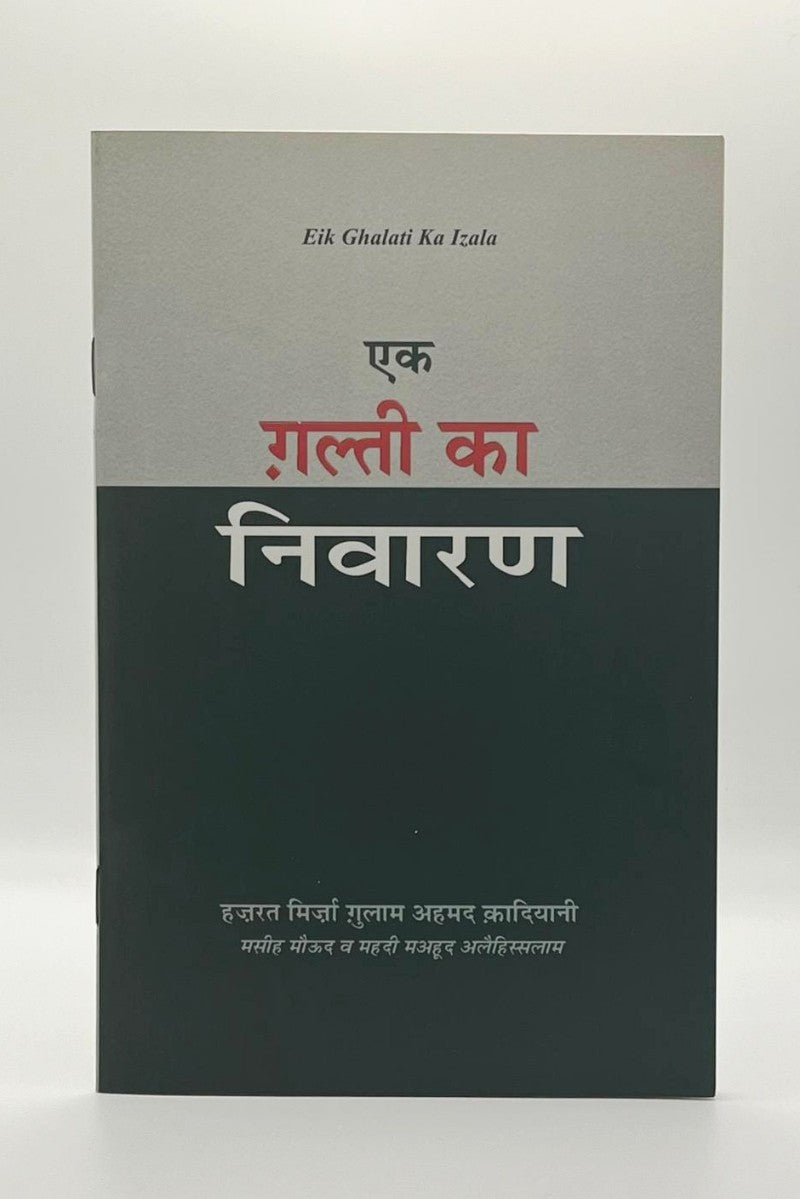 Eik Ghalati Ka Izala
एक
ग़ल्ती का
निवारण
हज़रत मिर्ज़ा ग़ुलाम अहमद क़ादियानी
मसीह मौऊद व महदी मअहूद अलैहिस्सलाम